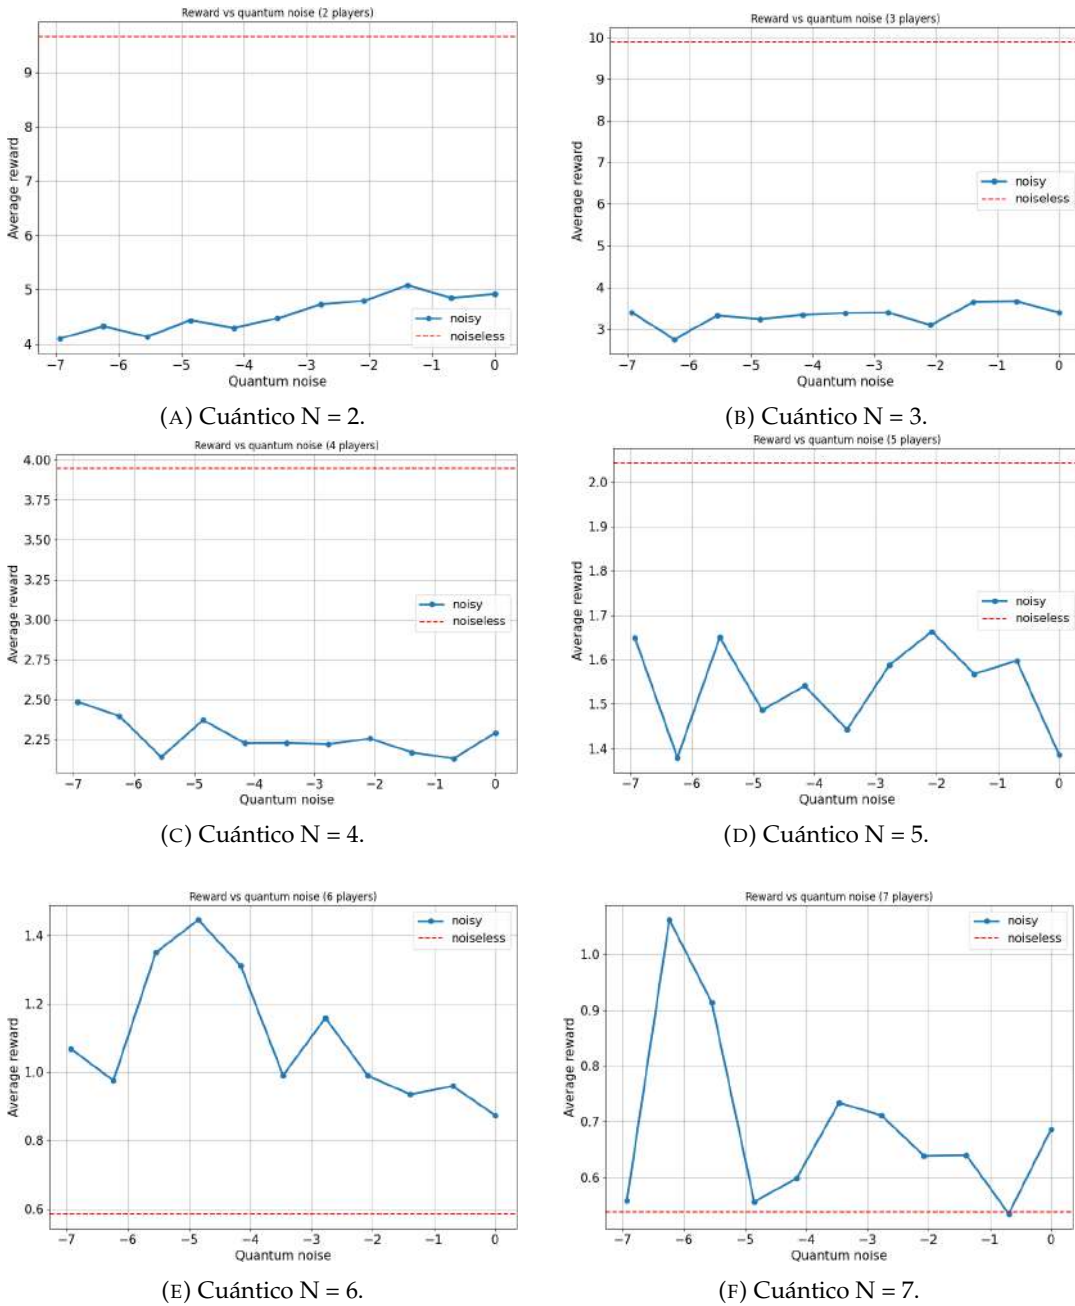 Reward vs quantum noise (2 players)
9
8
7
6
5
4
Average reward
noisy
noiseless
−7 −6 −5 −4 −3 −2 −1 0
Quantum noise
(A) Cuántico N = 2.
Reward vs quantum noise (3 players)
10
9
8
7
6
5
4
3
Average reward
noisy
noiseless
−7 −6 −5 −4 −3 −2 −1 0
Quantum noise
(B) Cuántico N = 3.
Reward vs quantum noise (4 players)
4.00
3.75
3.50
3.25
3.00
2.75
2.50
2.25
Average reward
noisy
noiseless
−7 −6 −5 −4 −3 −2 −1 0
Quantum noise
(C) Cuántico N = 4.
Reward vs quantum noise (5 players)
2.0
1.9
1.8
1.7
1.6
1.5
1.4
Average reward
noisy
noiseless
−7 −6 −5 −4 −3 −2 −1 0
Quantum noise
(D) Cuántico N = 5.
Reward vs quantum noise (6 players)
1.4
1.2
1.0
0.8
0.6
Average reward
noisy
noiseless
−7 −6 −5 −4 −3 −2 −1 0
Quantum noise
(E) Cuántico N = 6.
Reward vs quantum noise (7 players)
1.0
0.9
0.8
0.7
0.6
Average reward
noisy
noiseless
−7 −6 −5 −4 −3 −2 −1 0
Quantum noise
(F) Cuántico N = 7.